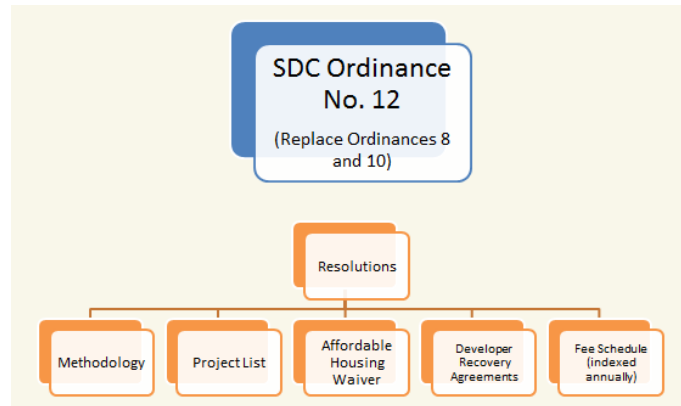 SDC Ordinance
No. 12
(Replace Ordinances 8
and 10)
Resolutions
Methodology
Project List
Affordable
Housing
Waiver
Developer
Recovery
Agreements
Fee Schedule
(indexed
annually)